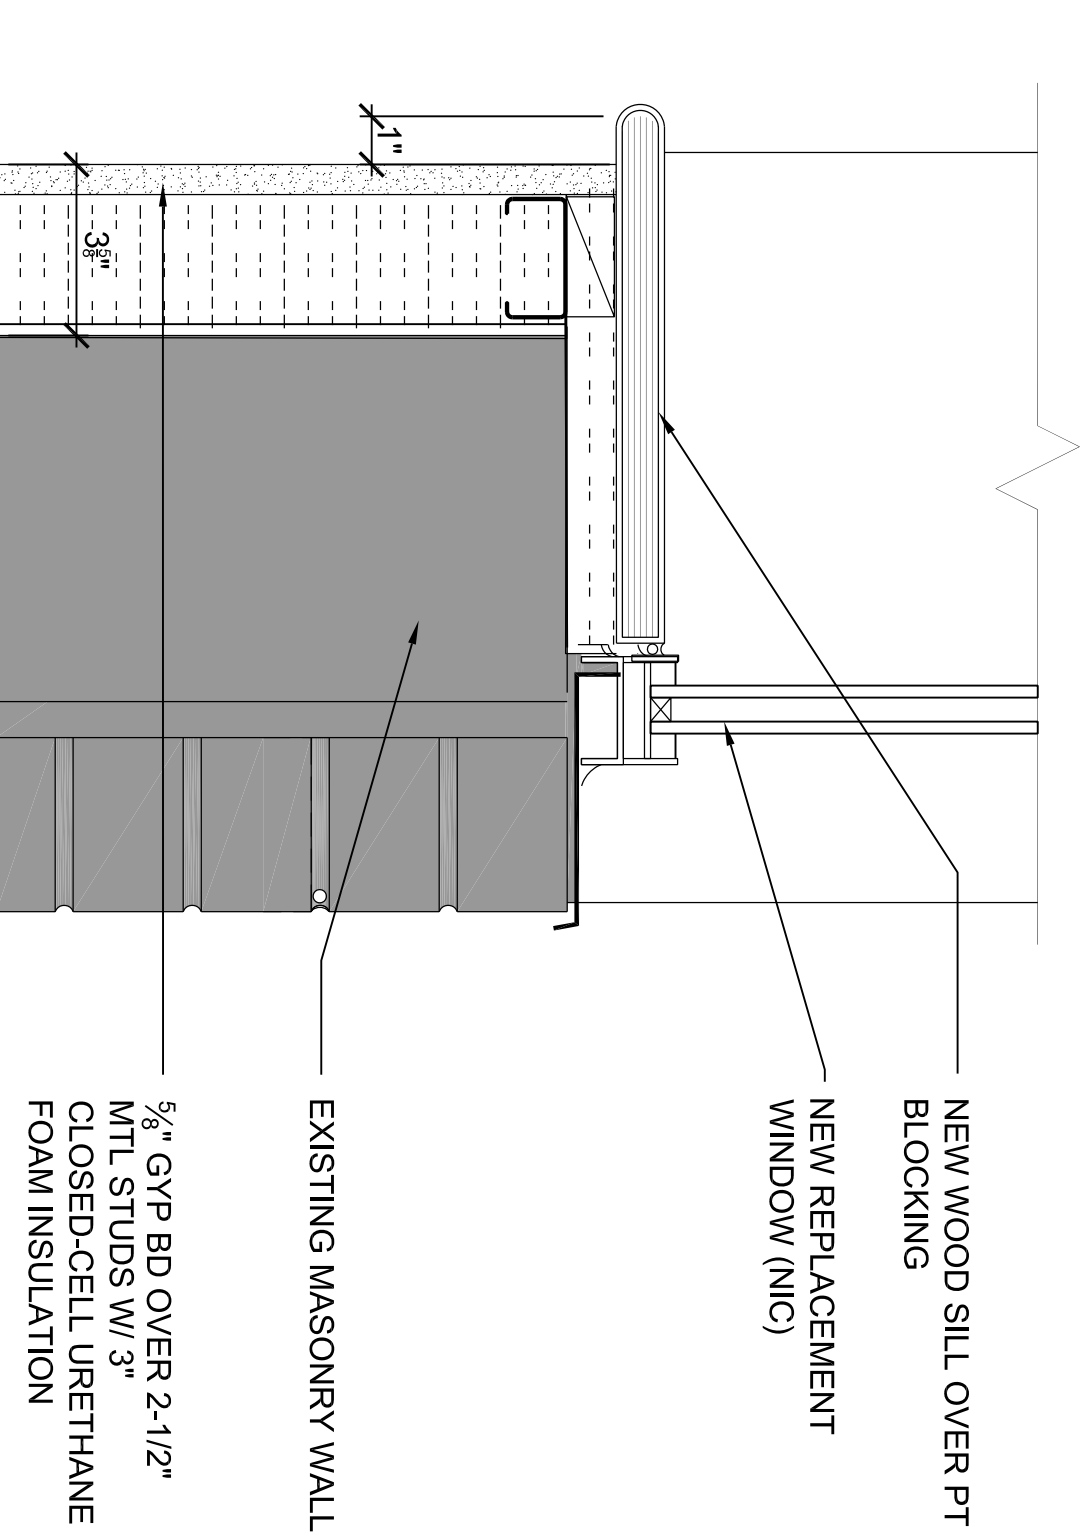 NEW WOOD SILL OVER PT
BLOCKING
NEW REPLACEMENT
WINDOW (NIC)
EXISTING MASONRY WALL
⅝" GYP BD OVER 2-1/2"
MTL STUDS W/ 3"
CLOSED-CELL URETHANE
FOAM INSULATION
1"
3⅝"